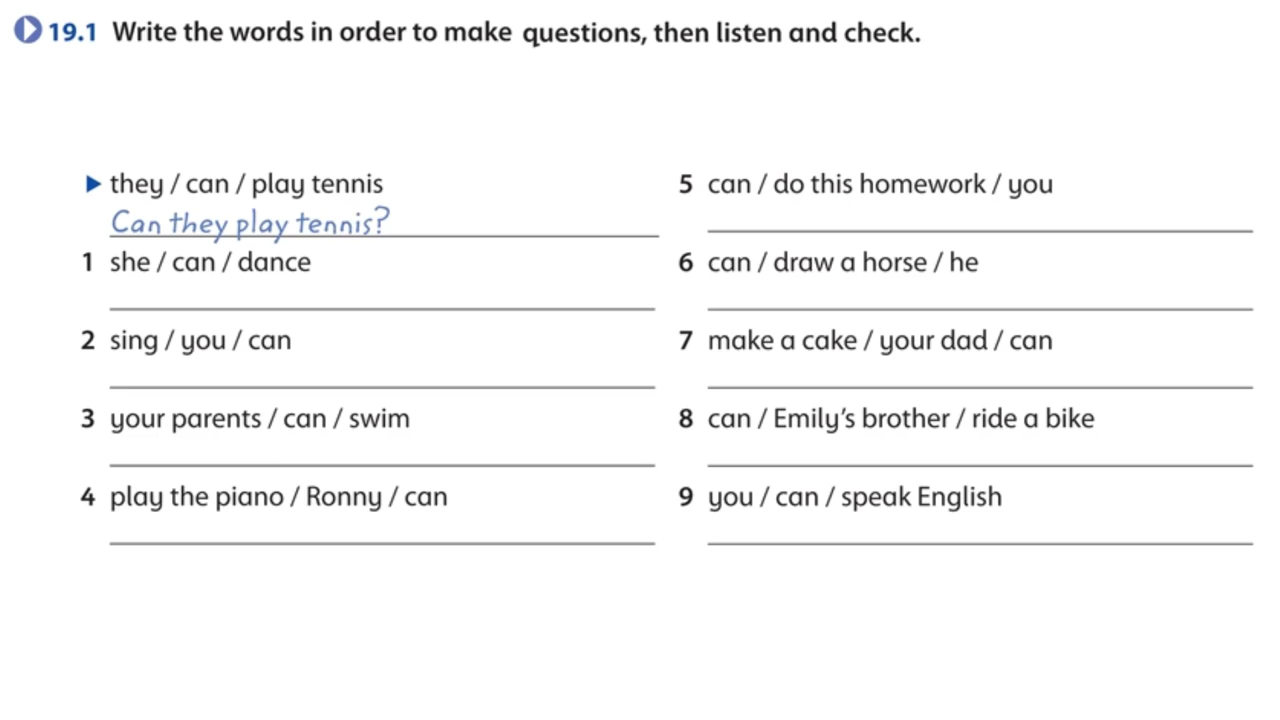 19.1 Write the words in order to make questions, then listen and check.
they / can / play tennis
Can they play tennis?
1 she / can / dance
2 sing / you / can
3 your parents / can / swim
4 play the piano / Ronny / can
5 can / do this homework / you
6 can / draw a horse / he
7 make a cake / your dad / can
8 can / Emily's brother / ride a bike
9 you / can / speak English